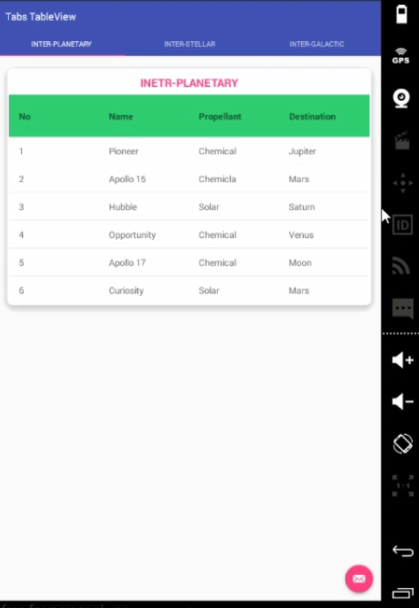 Tabs TableView
INTER-PLANETARY INTER-STELLAR INTER-GALACTIC
INETR-PLANETARY
No Name Propellant Destination
1 Pioneer Chemical Jupiter
2 Apollo 15 Chemicla Mars
3 Hubble Solar Saturn
4 Opportunity Chemical Venus
5 Apollo 17 Chemical Moon
6 Curiosity Solar Mars
GPS
ID
1:1